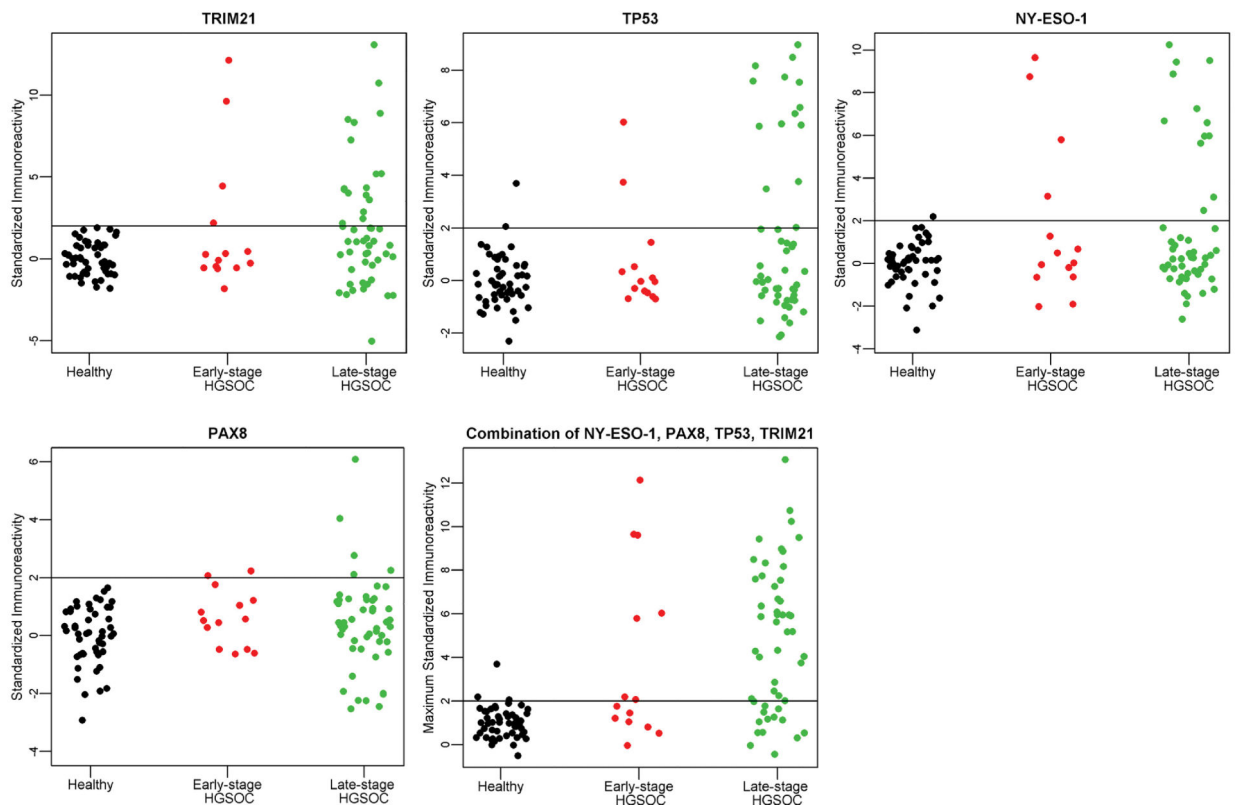 TRIM21
TP53
NY-ESO-1
Standardized Immunoreactivity
10
5
0
-5
Healthy
Early-stage
HGSOC
Late-stage
HGSOC
Standardized Immunoreactivity
8
6
4
2
0
-2
Healthy
Early-stage
HGSOC
Late-stage
HGSOC
Standardized Immunoreactivity
10
8
6
4
2
0
-2
-4
Healthy
Early-stage
HGSOC
Late-stage
HGSOC
PAX8
Combination of NY-ESO-1, PAX8, TP53, TRIM21
Standardized Immunoreactivity
6
4
2
0
-2
-4
Healthy
Early-stage
HGSOC
Late-stage
HGSOC
Maximum Standardized Immunoreactivity
12
10
8
6
4
2
0
Healthy
Early-stage
HGSOC
Late-stage
HGSOC